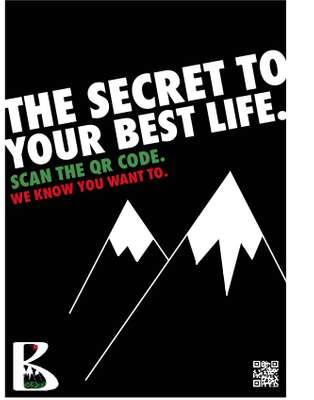 THE SECRET TO
YOUR BEST LIFE.
SCAN THE QR CODE.
WE KNOW YOU WANT TO.
B